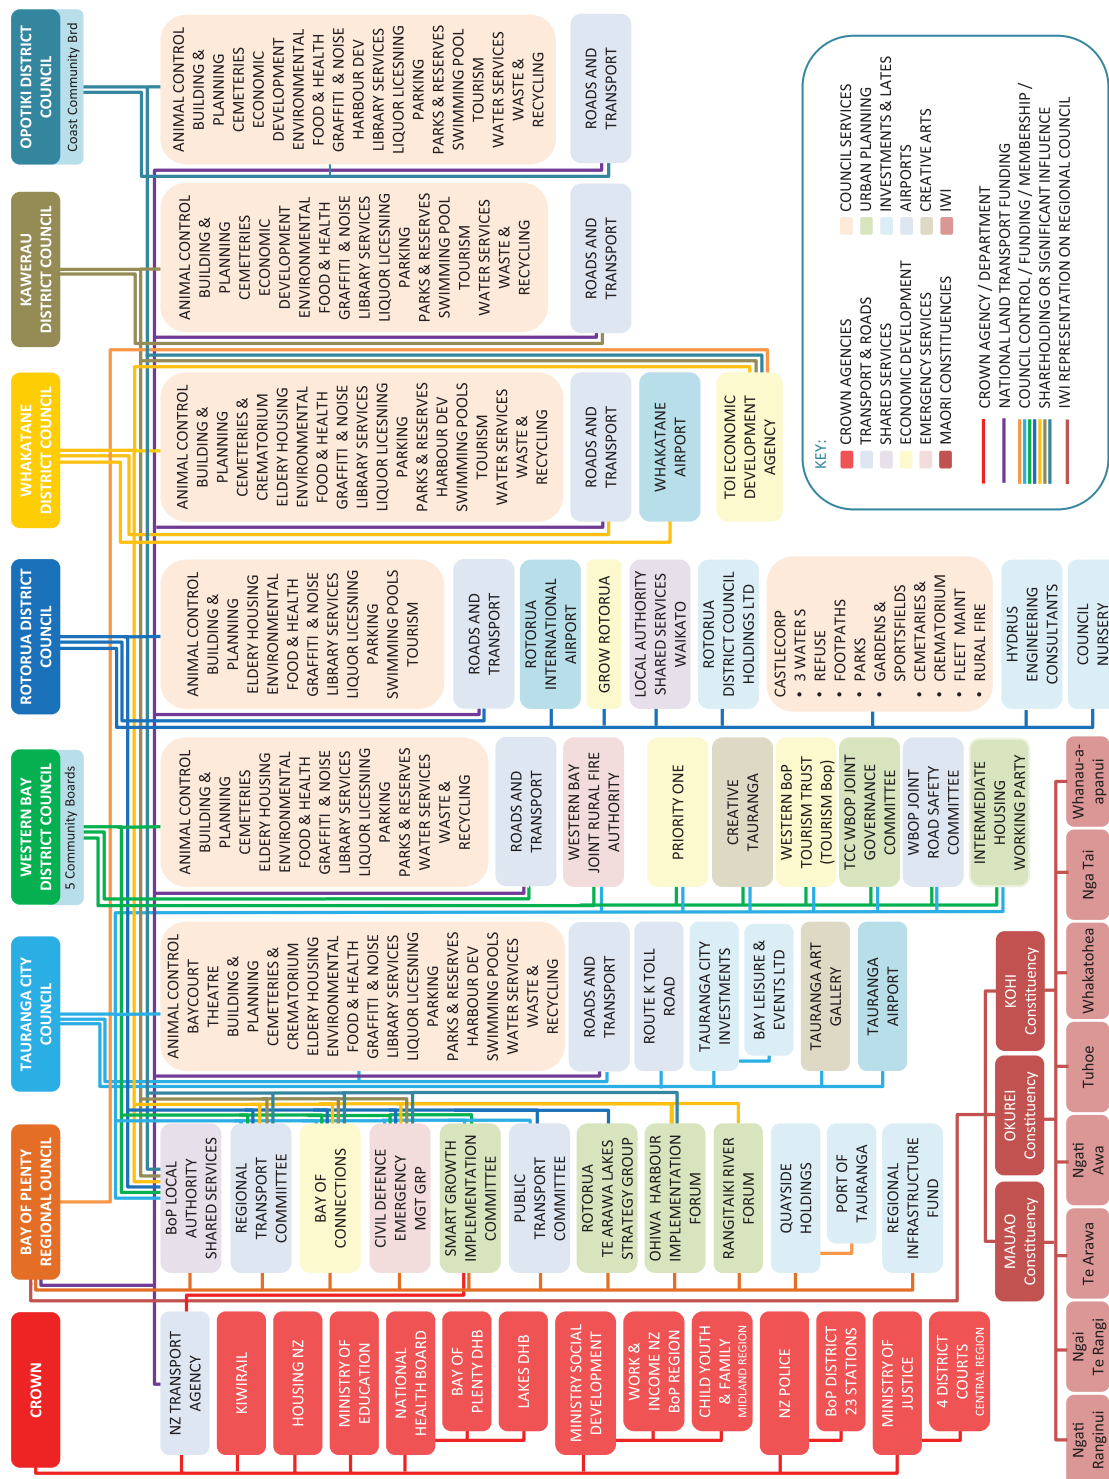 CROWN
NZ TRANSPORT
AGENCY
KIWIRAIL
HOUSING NZ
MINISTRY OF
EDUCATION
NATIONAL
HEALTH BOARD
BAY OF
PLENTY DHB
LAKES DHB
MINISTRY SOCIAL
DEVELOPMENT
WORK &
INCOME NZ
BoP REGION
CHILD YOUTH
& FAMILY
MIDLAND REGION
NZ POLICE
BoP DISTRICT
23 STATIONS
MINISTRY OF
JUSTICE
4 DISTRICT
COURTS
CENTRAL REGION
BAY OF PLENTY
REGIONAL OUNCIL
BoP LOCAL
AUTHORITY
SHARED SERVICES
REGIONAL
TRANSPORT
COMMITTEE
BAY OF
CONNECTIONS
CIVIL DEFENCE
EMERGENCY
MGT GRP
SMART GROWTH
IMPLEMENTATION
COMMITTEE
PUBLIC
TRANSPORT
COMMITTEE
ROTORUA
TE ARAWA LAKES
STRATEGY GROUP
OHIWA HARBOUR
IMPLEMENTATION
FORUM
RANGITAIKI RIVER
FORUM
QUAYSIDE
HOLDINGS
PORT OF
TAURANGA
REGIONAL
INFRASTRUCTURE
FUND
TAURANGA CITY
COUNCIL
ANIMAL CONTROL
BAYCOURT
THEATRE
BUILDING &
PLANNING
CEMETERIES &
CREMATORIUM
ELDERY HOUSING
ENVIRONMENTAL
FOOD & HEALTH
GRAFFITI & NOISE
LIBRARY SERVICES
LIQUOR LICESNING
PARKING
PARKS & RESERVES
HARBOUR DEV
SWIMMING POOLS
WATER SERVICES
WASTE &
RECYCLING
ROADS AND
TRANSPORT
ROUTE K TOLL
ROAD
TAURANGA CITY
INVESTMENTS
BAY LEISURE &
EVENTS LTD
TAURANGA ART
GALLERY
TAURANGA
AIRPORT
WESTERN BAY
DISTRICT COUNCIL
5 Community Boards
ANIMAL CONTROL
BUILDING &
PLANNING
CEMETERIES
ELDERY HOUSING
ENVIRONMENTAL
FOOD & HEALTH
GRAFFITI & NOISE
LIBRARY SERVICES
LIQUOR LICESNING
PARKING
PARKS & RESERVES
WATER SERVICES
WASTE &
RECYCLING
ROADS AND
TRANSPORT
WESTERN BAY
JOINT RURAL FIRE
AUTHORITY
PRIORITY ONE
CREATIVE
TAURANGA
WESTERN BoP
TOURISM TRUST
(TOURISM Bop)
TCC WBOP JOINT
GOVERNANCE
COMMITTEE
WBOP JOINT
ROAD SAFETY
COMMITTEE
INTERMEDIATE
HOUSING
WORKING PARTY
ROTORUA DISTRICT
COUNCIL
ANIMAL CONTROL
BUILDING &
PLANNING
ELDERY HOUSING
ENVIRONMENTAL
FOOD & HEALTH
GRAFFITI & NOISE
LIBRARY SERVICES
LIQUOR LICESNING
PARKING
SWIMMING POOLS
TOURISM
ROADS AND
TRANSPORT
ROTORUA
INTERNATIONAL
AIRPORT
GROW ROTORUA
LOCAL AUTHORITY
SHARED SERVICES
WAIKATO
ROTORUA
DISTRICT COUNCIL
HOLDINGS LTD
CASTLECORP
• 3 WATER S
• REFUSE
• FOOTPATHS
• PARKS
• GARDENS &
SPORTSFIELDS
• CEMETARIES &
• CREMATORIUM
• FLEET MAINT
• RURAL FIRE
HYDRUS
ENGINEERING
CONSULTANTS
COUNCIL
NURSERY
WHAKATANE
DISTRICT COUNCIL
ANIMAL CONTROL
BUILDING &
PLANNING
CEMETERIES &
CREMATORIUM
ELDERY HOUSING
ENVIRONMENTAL
FOOD & HEALTH
GRAFFITI & NOISE
LIBRARY SERVICES
LIQUOR LICESNING
PARKING
PARKS & RESERVES
HARBOUR DEV
SWIMMING POOLS
TOURISM
WATER SERVICES
WASTE &
RECYCLING
ROADS AND
TRANSPORT
WHAKATANE
AIRPORT
TOI ECONOMIC
DEVELOPMENT
AGENCY
KAWERAU
DISTRICT COUNCIL
ANIMAL CONTROL
BUILDING &
PLANNING
CEMETERIES
ECONOMIC
DEVELOPMENT
ENVIRONMENTAL
FOOD & HEALTH
GRAFFITI & NOISE
LIBRARY SERVICES
LIQUOR LICESNING
PARKING
PARKS & RESERVES
SWIMMING POOL
TOURISM
WATER SERVICES
WASTE &
RECYCLING
ROADS AND
TRANSPORT
OPOTIKI DISTRICT
COUNCIL
Coast Community Brd
ANIMAL CONTROL
BUILDING &
PLANNING
CEMETERIES
ECONOMIC
DEVELOPMENT
ENVIRONMENTAL
FOOD & HEALTH
GRAFFITI & NOISE
HARBOUR DEV
LIBRARY SERVICES
LIQUOR LICESNING
PARKING
PARKS & RESERVES
SWIMMING POOL
TOURISM
WATER SERVICES
WASTE &
RECYCLING
ROADS AND
TRANSPORT
KEY:
CROWN AGENCIES
TRANSPORT & ROADS
SHARED SERVICES
ECONOMIC DEVELOPMENT
EMERGENCY SERVICES
MAORI CONSTITUENCIES
COUNCIL SERVICES
URBAN PLANNING
INVESTMENTS & LATES
AIRPORTS
CREATIVE ARTS
IWI
CROWN AGENCY / DEPARTMENT
NATIONAL LAND TRANSPORT FUNDING
COUNCIL CONTROL / FUNDING / MEMBERSHIP /
SHAREHOLDING OR SIGNIFICANT INFLUENCE
IWI REPRESENTATION ON REGIONAL COUNCIL
MAUAO
Constituency
OKUREI
Constituency
KOHI
Constituency
Ngati
Ranginui
Ngai
Te Rangi
Te Arawa
Ngati
Awa
Tuhoe
Whakatohea
Nga Tai
Whanau-a-
apanui